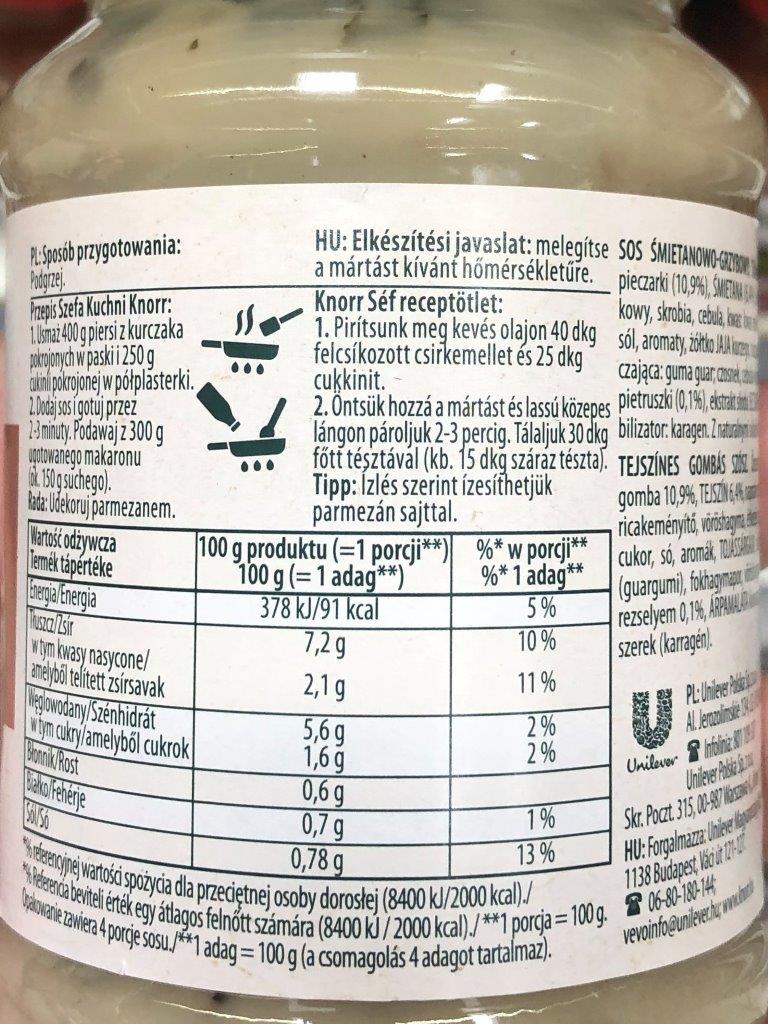 PL: Sposób przygotowania:
Podgrzej.
Przepis Szefa Kuchni Knorr:
1. Usmaż 400 g piersi z kurczaka
pokrojonych w paski i 250 g
cukinii pokrojonej w półplasterki.
2. Dodaj sos i gotuj przez
2-3 minuty. Podawaj z 300 g
ugotowanego makaronu
(ok. 150 g suchego).
Rada: Udekoruj parmezanem.
HU: Elkészítési javaslat: melegítse
a mártást kívánt hőmérsékletűre.
Knorr Séf receptötlet:
1. Pirítsunk meg kevés olajon 40 dkg
felcsíkozott csirkemellet és 25 dkg
cukkinit.
2. Öntsük hozzá a mártást és lassú közepes
lángon pároljuk 2-3 percig. Tálaljuk 30 dkg
főtt tésztával (kb. 15 dkg száraz tészta).
Tipp: Ízlés szerint ízesíthetjük
parmezán sajttal.
Wartość odżywcza 100 g produktu (=1 porcji**) %* w porcji**
Termék tápértéke 100 g (= 1 adag**) %* 1 adag**
Energia/Energia 378 kJ/91 kcal 5 %
Tłuszcz/Zsír 7,2 g 10 %
w tym kwasy nasycone/
amelyből telített zsírsavak 2,1 g 11 %
Węglowodany/Szénhidrát 5,6 g 2 %
w tym cukry/amelyből cukrok 1,6 g 2 %
Błonnik/Rost 0,6 g
Białko/Fehérje 0,7 g 1 %
Sól/Só 0,78 g 13 %
*% referencyjnej wartości spożycia dla przeciętnej osoby dorosłej (8400 kJ/2000 kcal)./
*% Referencia beviteli érték egy átlagos felnőtt számára (8400 kJ / 2000 kcal)./ **1 porcja = 100 g.
Opakowanie zawiera 4 porcje sosu./**1 adag = 100 g (a csomagolás 4 adagot tartalmaz).
SOS ŚMIETANOWO-GRZYBOWY
pieczarki (10,9%), ŚMIETANA
kowy, skrobia, cebula,
sól, aromaty, żółtko JAJA
czająca: guma guar, czosnek,
pietruszki (0,1%), ekstrakt
bilizator: karagen. Z
TEJSZÍNES GOMBÁS
gomba 10,9%, TEJSZÍN 6,4%,
ricakeményítő, vöröshagyma,
cukor, só, aromák,
(guargumi), fokhagymapor,
rezselyem 0,1%, ÁRPAMALÁTA
szerek (karragén).
Unilever
PL: Unilever Polska
Al. Jerozolimskie
Infolinia:
Unilever Polska
Skr. Poczt. 315, 00-987
HU: Forgalmazza: Unilever
1138 Budapest, Váci út
06-80-180-144,
vevoinfo@unilever.hu;